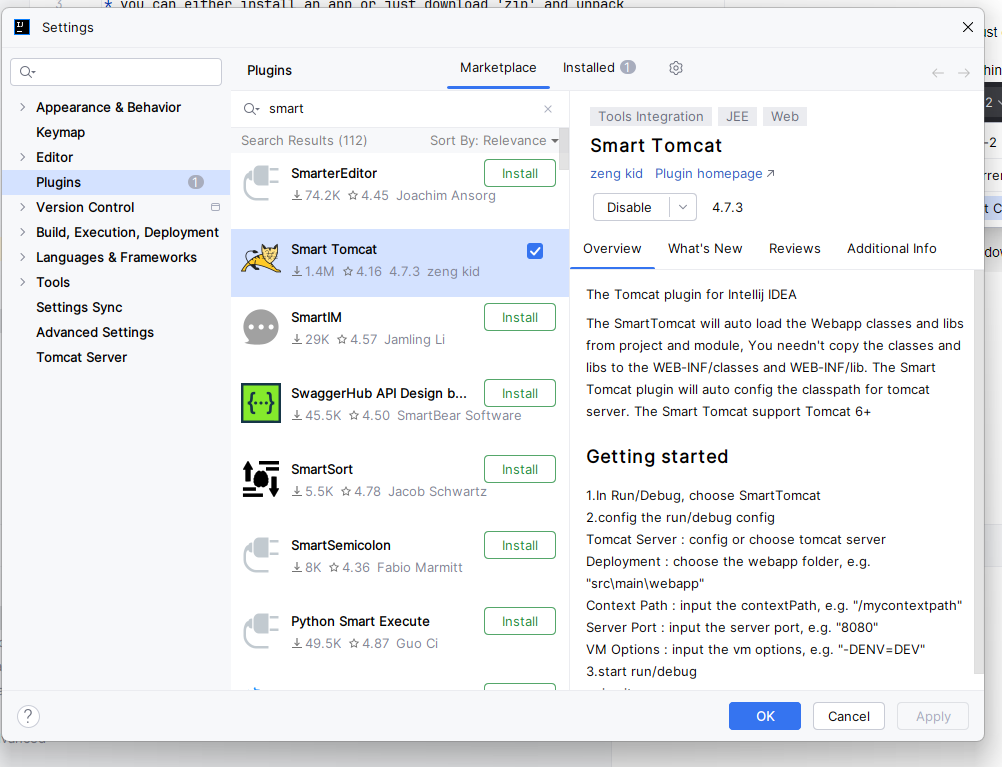 * you can either install an app or just download 'zip' and unpack
Settings
Plugins
Marketplace
Installed 1
Appearance & Behavior
Keymap
Editor
Plugins 1
Version Control
Build, Execution, Deployment
Languages & Frameworks
Tools
Settings Sync
Advanced Settings
Tomcat Server
smart
Search Results (112) Sort By: Relevance
SmarterEditor Install
74.2K 4.45 Joachim Ansorg
Smart Tomcat
1.4M 4.16 4.7.3 zeng kid
SmartIM Install
29K 4.57 Jamling Li
SwaggerHub API Design b... Install
45.5K 4.50 SmartBear Software
SmartSort Install
5.5K 4.78 Jacob Schwartz
SmartSemicolon Install
8K 4.36 Fabio Marmitt
Python Smart Execute Install
49.5K 4.87 Guo Ci
Tools Integration JEE Web
Smart Tomcat
zeng kid Plugin homepage ↗
Disable 4.7.3
Overview What's New Reviews Additional Info
The Tomcat plugin for Intellij IDEA
The SmartTomcat will auto load the Webapp classes and libs
from project and module, You needn't copy the classes and
libs to the WEB-INF/classes and WEB-INF/lib. The Smart
Tomcat plugin will auto config the classpath for tomcat
server. The Smart Tomcat support Tomcat 6+
Getting started
1.In Run/Debug, choose SmartTomcat
2.config the run/debug config
Tomcat Server : config or choose tomcat server
Deployment : choose the webapp folder, e.g.
"src\main\webapp"
Context Path : input the contextPath, e.g. "/mycontextpath"
Server Port : input the server port, e.g. "8080"
VM Options : input the vm options, e.g. "-DENV=DEV"
3.start run/debug
?
OK
Cancel
Apply